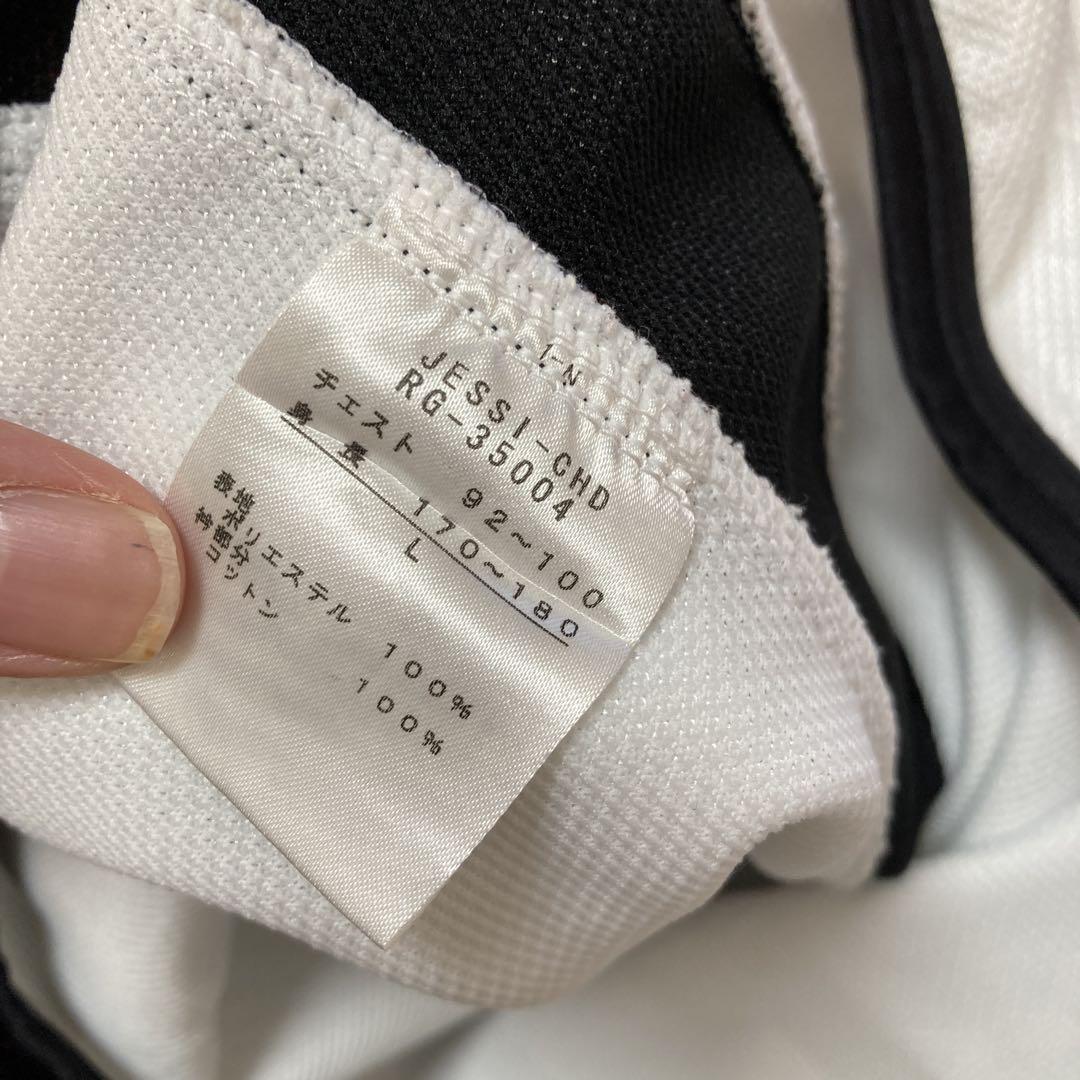 1-N
JESSI-CHD
RG-35004
チェスト 92~100
身長 170~180
L
表地
ポリエステル 100%
部分
コットン 100%